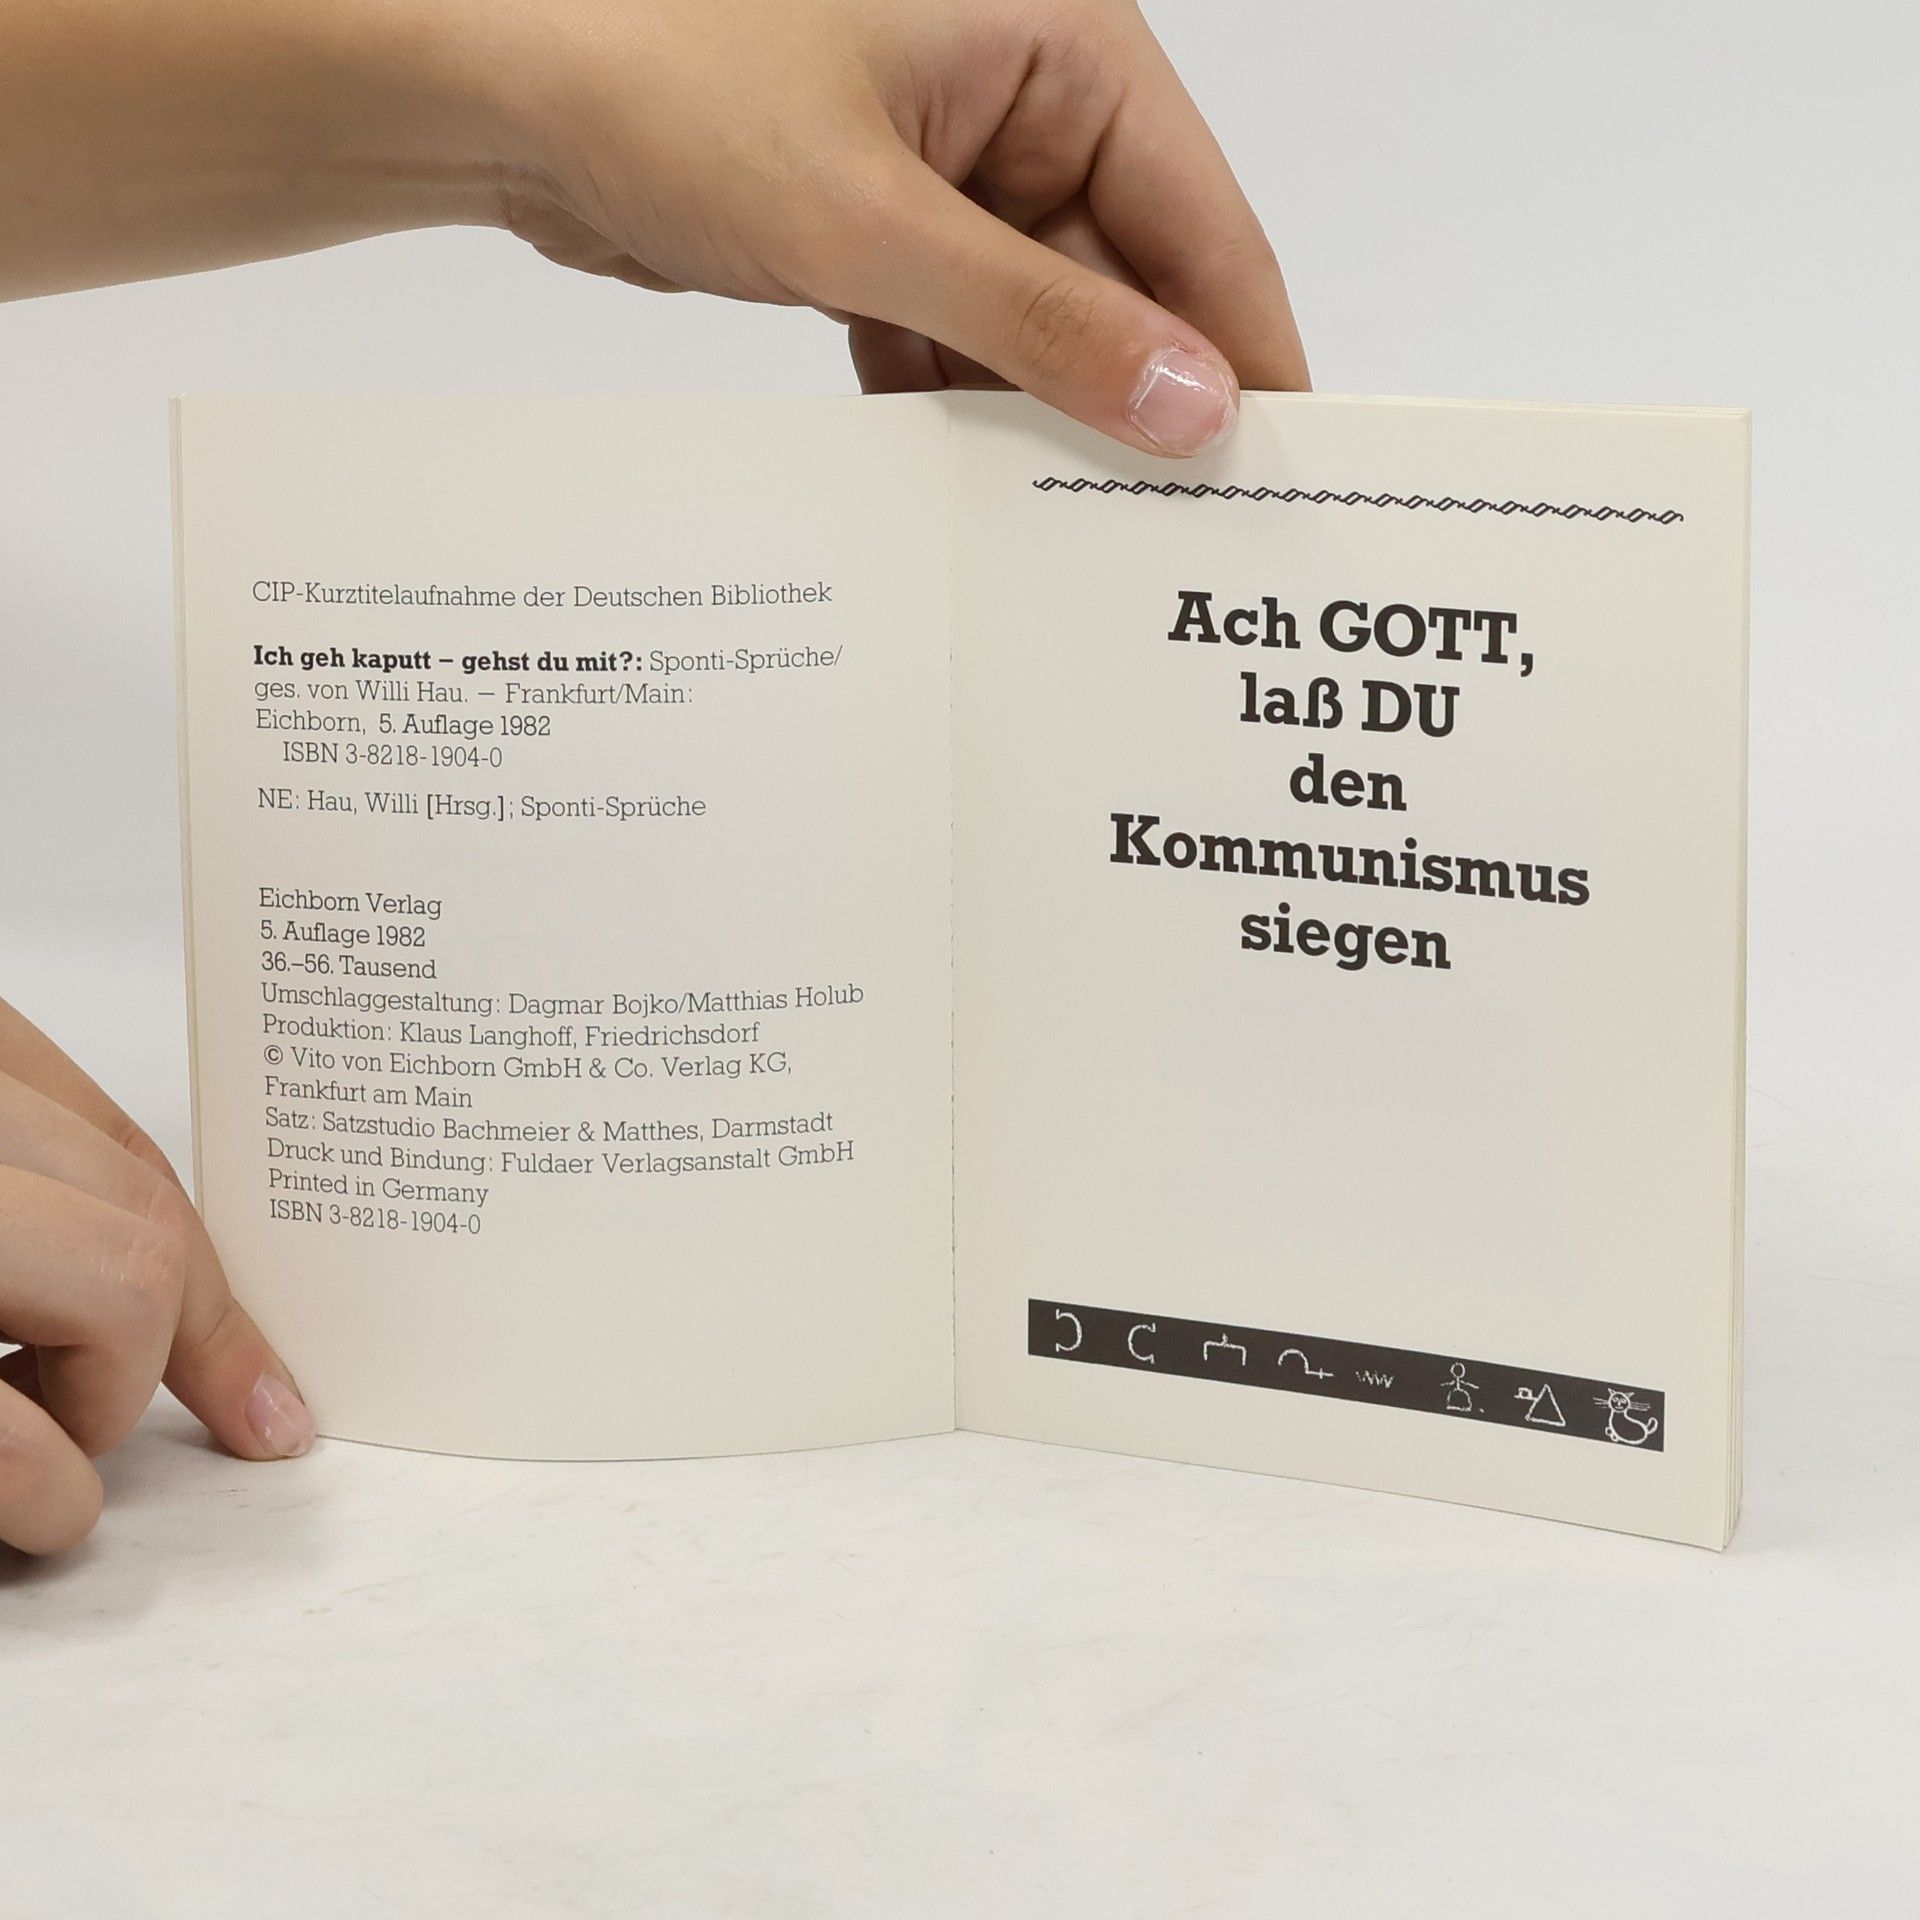 CIP-Kurztitelaufnahme der Deutschen Bibliothek
Ich geh kaputt – gehst du mit?: Sponti-Sprüche/
ges. von Willi Hau. – Frankfurt/Main:
Eichborn, 5. Auflage 1982
ISBN 3-8218-1904-0
NE: Hau, Willi [Hrsg.]; Sponti-Sprüche
Eichborn Verlag
5. Auflage 1982
36.–56. Tausend
Umschlaggestaltung: Dagmar Bojko/Matthias Holub
Produktion: Klaus Langhoff, Friedrichsdorf
© Vito von Eichborn GmbH & Co. Verlag KG,
Frankfurt am Main
Satz: Satzstudio Bachmeier & Matthes, Darmstadt
Druck und Bindung: Fuldaer Verlagsanstalt GmbH
Printed in Germany
ISBN 3-8218-1904-0
Ach GOTT,
laß DU
den
Kommunismus
siegen